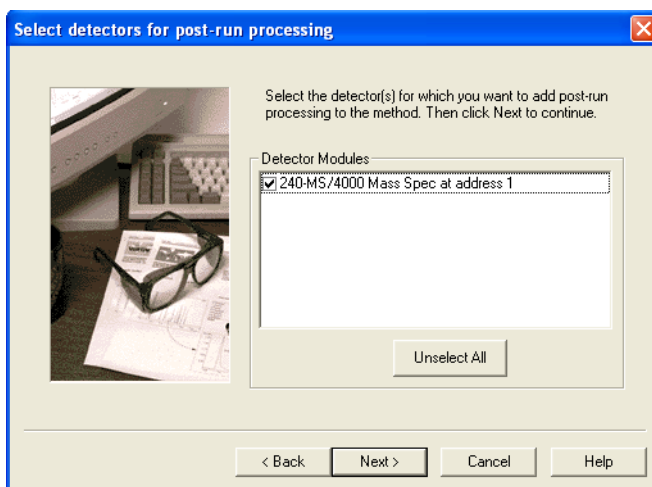 Select detectors for post-run processing
Select the detector(s) for which you want to add post-run
processing to the method. Then click Next to continue.
Detector Modules
240-MS/4000 Mass Spec at address 1
Unselect All
< Back
Next >
Cancel
Help